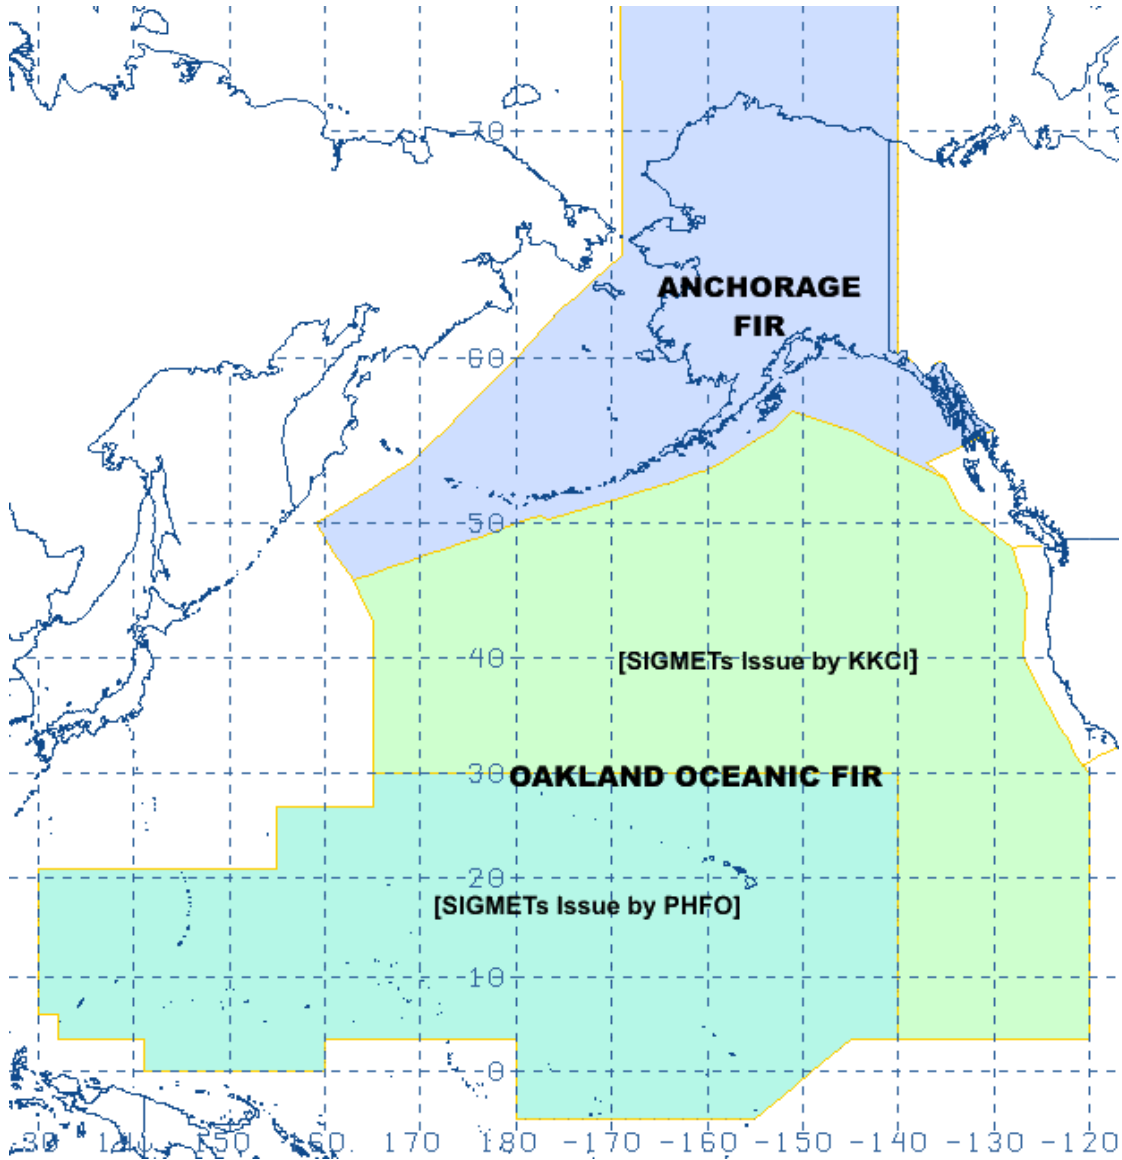 70
ANCHORAGE
FIR
60
50
[SIGMETs Issue by KKCI]
40
30
OAKLAND OCEANIC FIR
20
[SIGMETs Issue by PHFO]
10
0
30 140 150 160 170 180 -170 -160 -150 -140 -130 -120